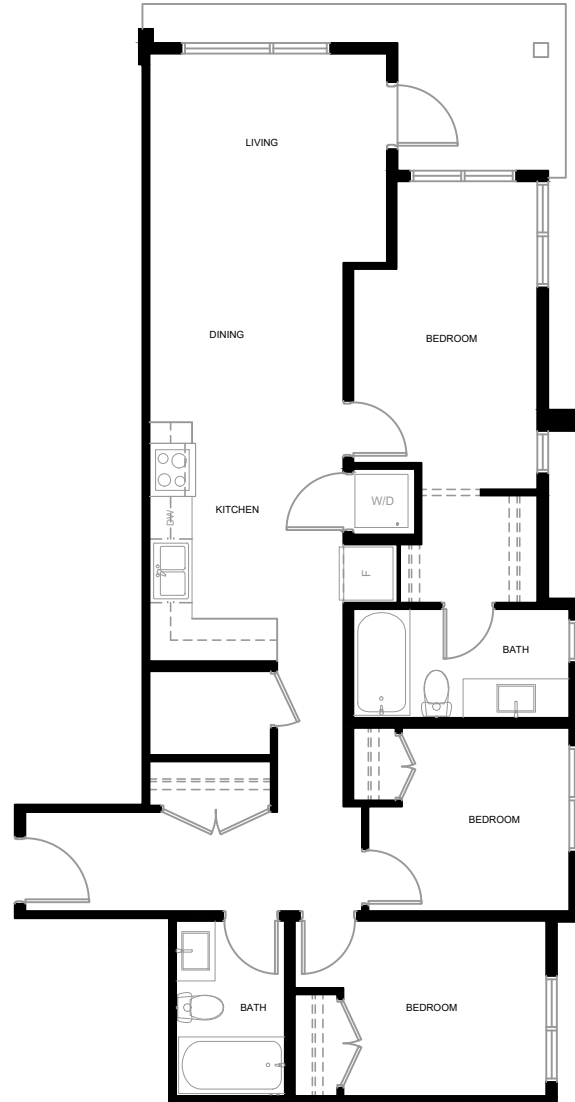 LIVING
DINING
BEDROOM
W/D
DW
KITCHEN
F
BATH
BEDROOM
BATH
BEDROOM